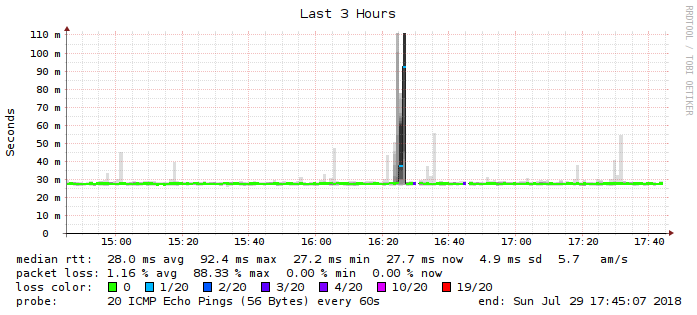 Last 3 Hours
RRDTOOL / TOBI OETIKER
Seconds
110 m
100 m
90 m
80 m
70 m
60 m
50 m
40 m
30 m
20 m
10 m
0
15:00 15:20 15:40 16:00 16:20 16:40 17:00 17:20 17:40
median rtt: 28.0 ms avg 92.4 ms max 27.2 ms min 27.7 ms now 4.9 ms sd 5.7 am/s
packet loss: 1.16 % avg 88.33 % max 0.00 % min 0.00 % now
loss color: 0 1/20 2/20 3/20 4/20 10/20 19/20
probe: 20 ICMP Echo Pings (56 Bytes) every 60s end: Sun Jul 29 17:45:07 2018